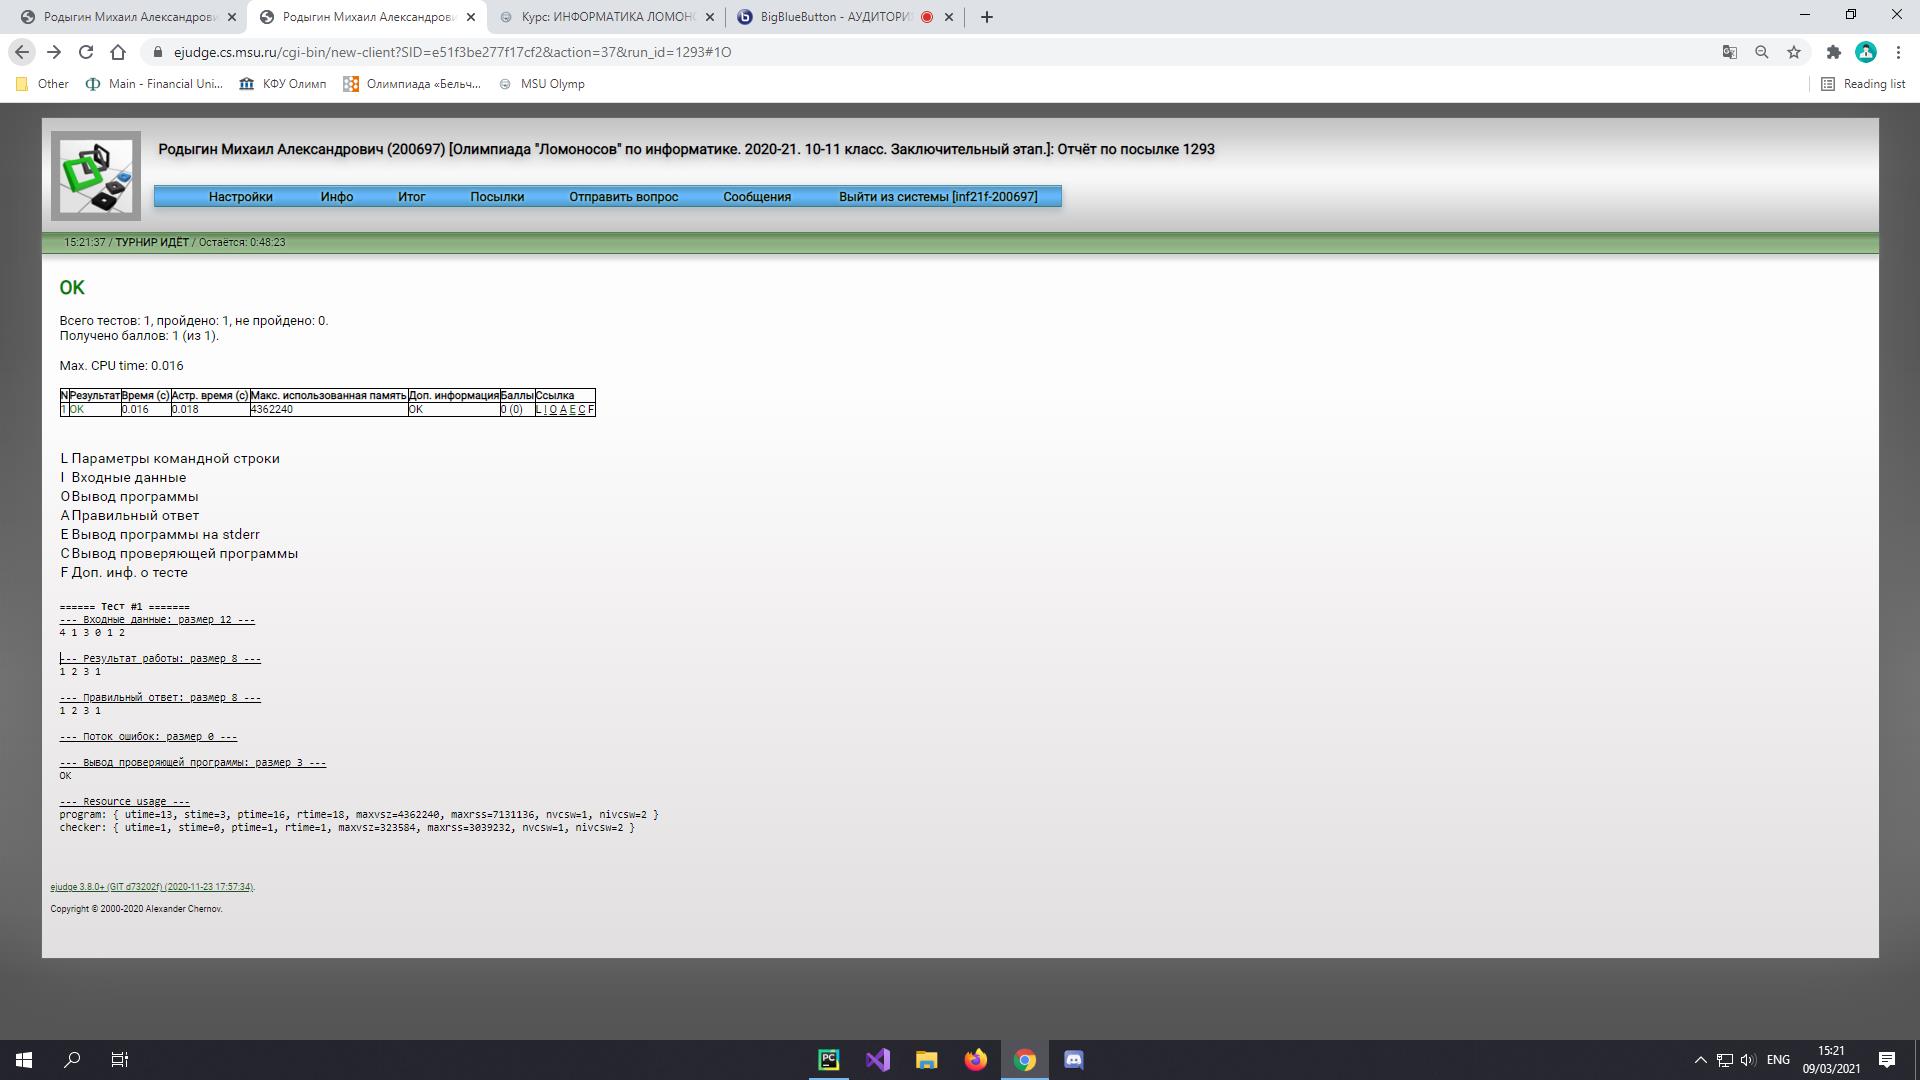 Родыгин Михаил Александрови
Родыгин Михаил Александрови
Курс: ИНФОРМАТИКА ЛОМОНО
BigBlueButton - АУДИТОРИ
ejudge.cs.msu.ru/cgi-bin/new-client?SID=e51f3be277f17cf2&action=37&run_id=1293#1O
Other
Main - Financial Uni...
КФУ Олимп
Олимпиада «Бельч...
MSU Olymp
Reading list
Родыгин Михаил Александрович (200697) [Олимпиада "Ломоносов" по информатике. 2020-21. 10-11 класс. Заключительный этап.]: Отчёт по посылке 1293
Настройки Инфо Итог Посылки Отправить вопрос Сообщения Выйти из системы [inf21f-200697]
15:21:37 / ТУРНИР ИДЁТ / Остаётся: 0:48:23
OK
Всего тестов: 1, пройдено: 1, не пройдено: 0.
Получено баллов: 1 (из 1).
Max. CPU time: 0.016
N Результат Время (с) Астр. время (с) Макс. использованная память Доп. информация Баллы Ссылка
1 OK 0.016 0.018 4362240 OK 0 (0) L I O A E C F
L Параметры командной строки
I Входные данные
O Вывод программы
A Правильный ответ
E Вывод программы на stderr
C Вывод проверяющей программы
F Доп. инф. о тесте
====== Тест #1 =======
--- Входные данные: размер 12 ---
4 1 3 0 1 2
--- Результат работы: размер 8 ---
1 2 3 1
--- Правильный ответ: размер 8 ---
1 2 3 1
--- Поток ошибок: размер 0 ---
--- Вывод проверяющей программы: размер 3 ---
OK
--- Resource usage ---
program: { utime=13, stime=3, ptime=16, rtime=18, maxvsz=4362240, maxrss=7131136, nvcsw=1, nivcsw=2 }
checker: { utime=1, stime=0, ptime=1, rtime=1, maxvsz=323584, maxrss=3039232, nvcsw=1, nivcsw=2 }
ejudge 3.8.0+ (GIT d73202f) (2020-11-23 17:57:34).
Copyright © 2000-2020 Alexander Chernov.
PC
ENG
15:21
09/03/2021